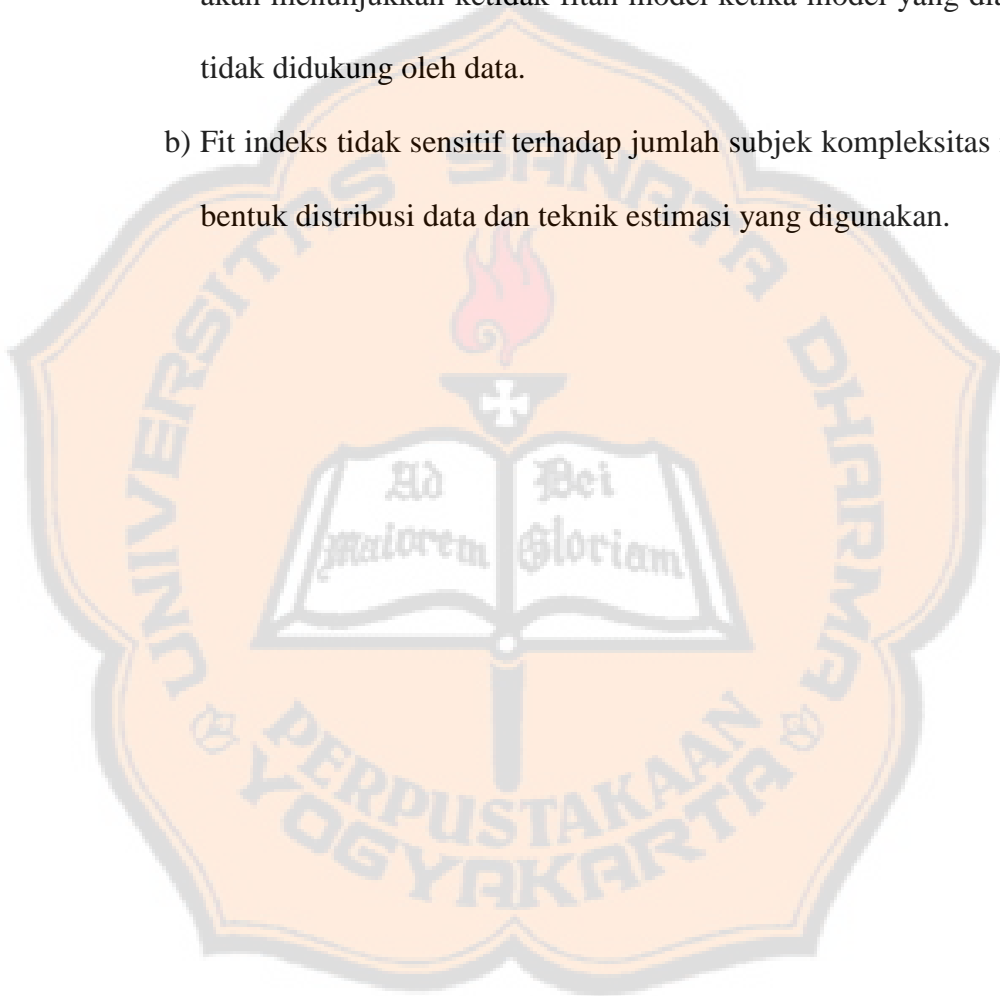 akan menunjukkan ketidak fitan model ketika model yang
tidak didukung oleh data.
b) Fit indeks tidak sensitif terhadap jumlah subjek kompleksitas
bentuk distribusi data dan teknik estimasi yang digunakan.
UNIVERSITAS SANATA DHARMA
Ad Dei
Maiorem Gloriam
PERPUSTAKAAN
YOGYAKARTA